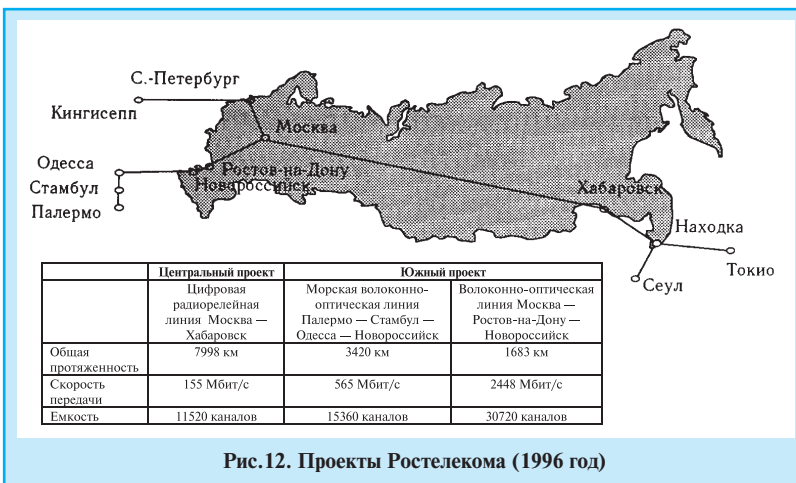 С.-Петербург
Кингисепп
Москва
Одесса
Ростов-на-Дону
Стамбул
Новороссийск
Хабаровск
Палермо
Находка
Токио
Сеул
Центральный проект
Южный проект
Цифровая
радиорелейная
линия Москва —
Хабаровск
Морская волоконно-
оптическая линия
Палермо — Стамбул —
Одесса — Новороссийск
Волоконно-оптическая
линия Москва —
Ростов-на-Дону —
Новороссийск
Общая
протяженность
7998 км
3420 км
1683 км
Скорость
передачи
155 Мбит/с
565 Мбит/с
2448 Мбит/с
Емкость
11520 каналов
15360 каналов
30720 каналов
Рис.12. Проекты Ростелекома (1996 год)